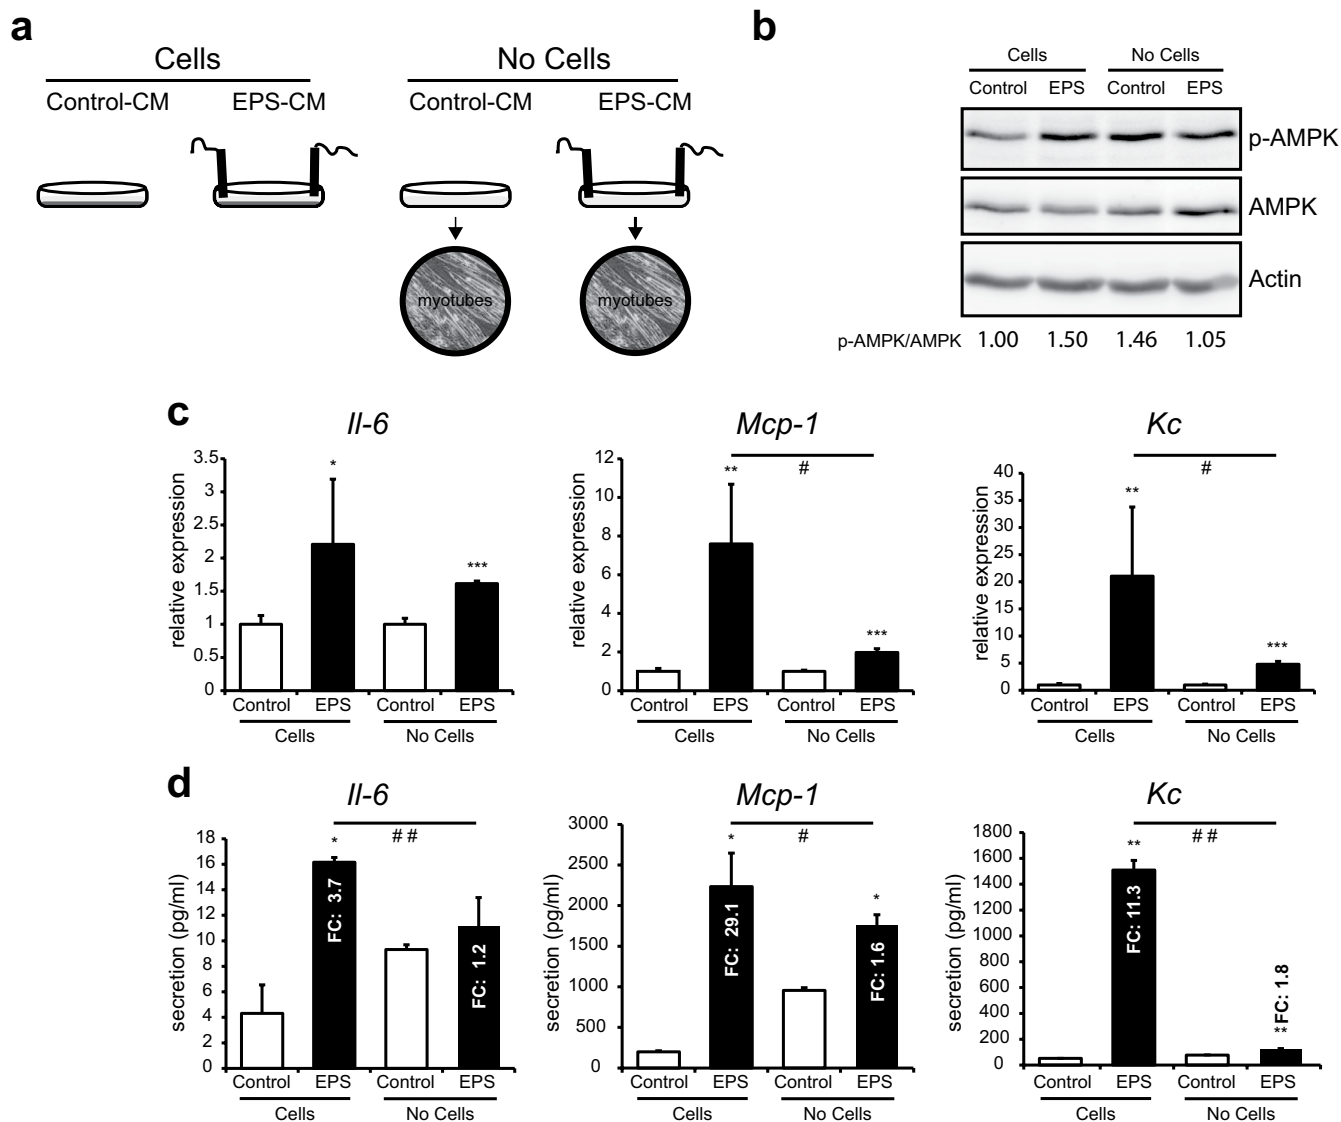 a
Cells
No Cells
Control-CM
EPS-CM
Control-CM
EPS-CM
myotubes
myotubes
b
Cells
No Cells
Control
EPS
Control
EPS
p-AMPK
AMPK
Actin
p-AMPK/AMPK 1.00 1.50 1.46 1.05
c
Il-6
relative expression
3.5
3
2.5
2
1.5
1
0.5
0
*
***
Control EPS Control EPS
Cells No Cells
Mcp-1
relative expression
12
10
8
6
4
2
0
#
**
***
Control EPS Control EPS
Cells No Cells
Kc
relative expression
40
35
30
25
20
15
10
5
0
#
**
***
Control EPS Control EPS
Cells No Cells
d
Il-6
secretion (pg/ml)
18
16
14
12
10
8
6
4
2
0
##
*
FC: 3.7
FC: 1.2
Control EPS Control EPS
Cells No Cells
Mcp-1
secretion (pg/ml)
3000
2500
2000
1500
1000
500
0
#
*
*
FC: 29.1
FC: 1.6
Control EPS Control EPS
Cells No Cells
Kc
secretion (pg/ml)
1800
1600
1400
1200
1000
800
600
400
200
0
##
**
FC: 11.3
FC: 1.8
**
Control EPS Control EPS
Cells No Cells